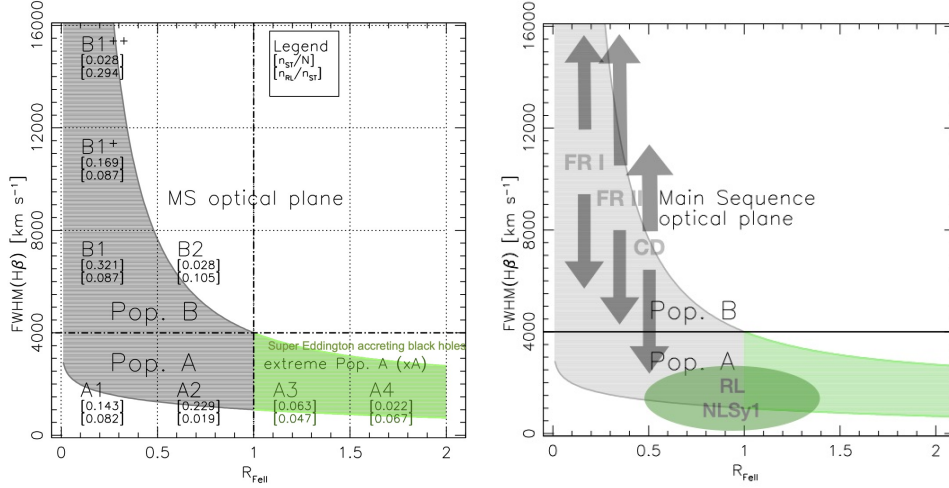 16000
12000
8000
4000
0
FWHM(Hβ) [km s⁻¹]
B1⁺⁺
[0.028]
[0.294]
Legend
[n_ST/N]
[n_RL/n_ST]
B1⁺
[0.169]
[0.087]
MS optical plane
B1
[0.321]
[0.087]
B2
[0.028]
[0.105]
Pop. B
Super Eddington accreting black holes
Pop. A
extreme Pop. A (xA)
A1
[0.143]
[0.082]
A2
[0.229]
[0.019]
A3
[0.063]
[0.047]
A4
[0.022]
[0.067]
0 0.5 1 1.5 2
R_FeII
16000
12000
8000
4000
0
FWHM(Hβ) [km s⁻¹]
FR I
FR II
Main Sequence
optical plane
CD
Pop. B
Pop. A
RL
NLSy1
0 0.5 1 1.5 2
R_FeII